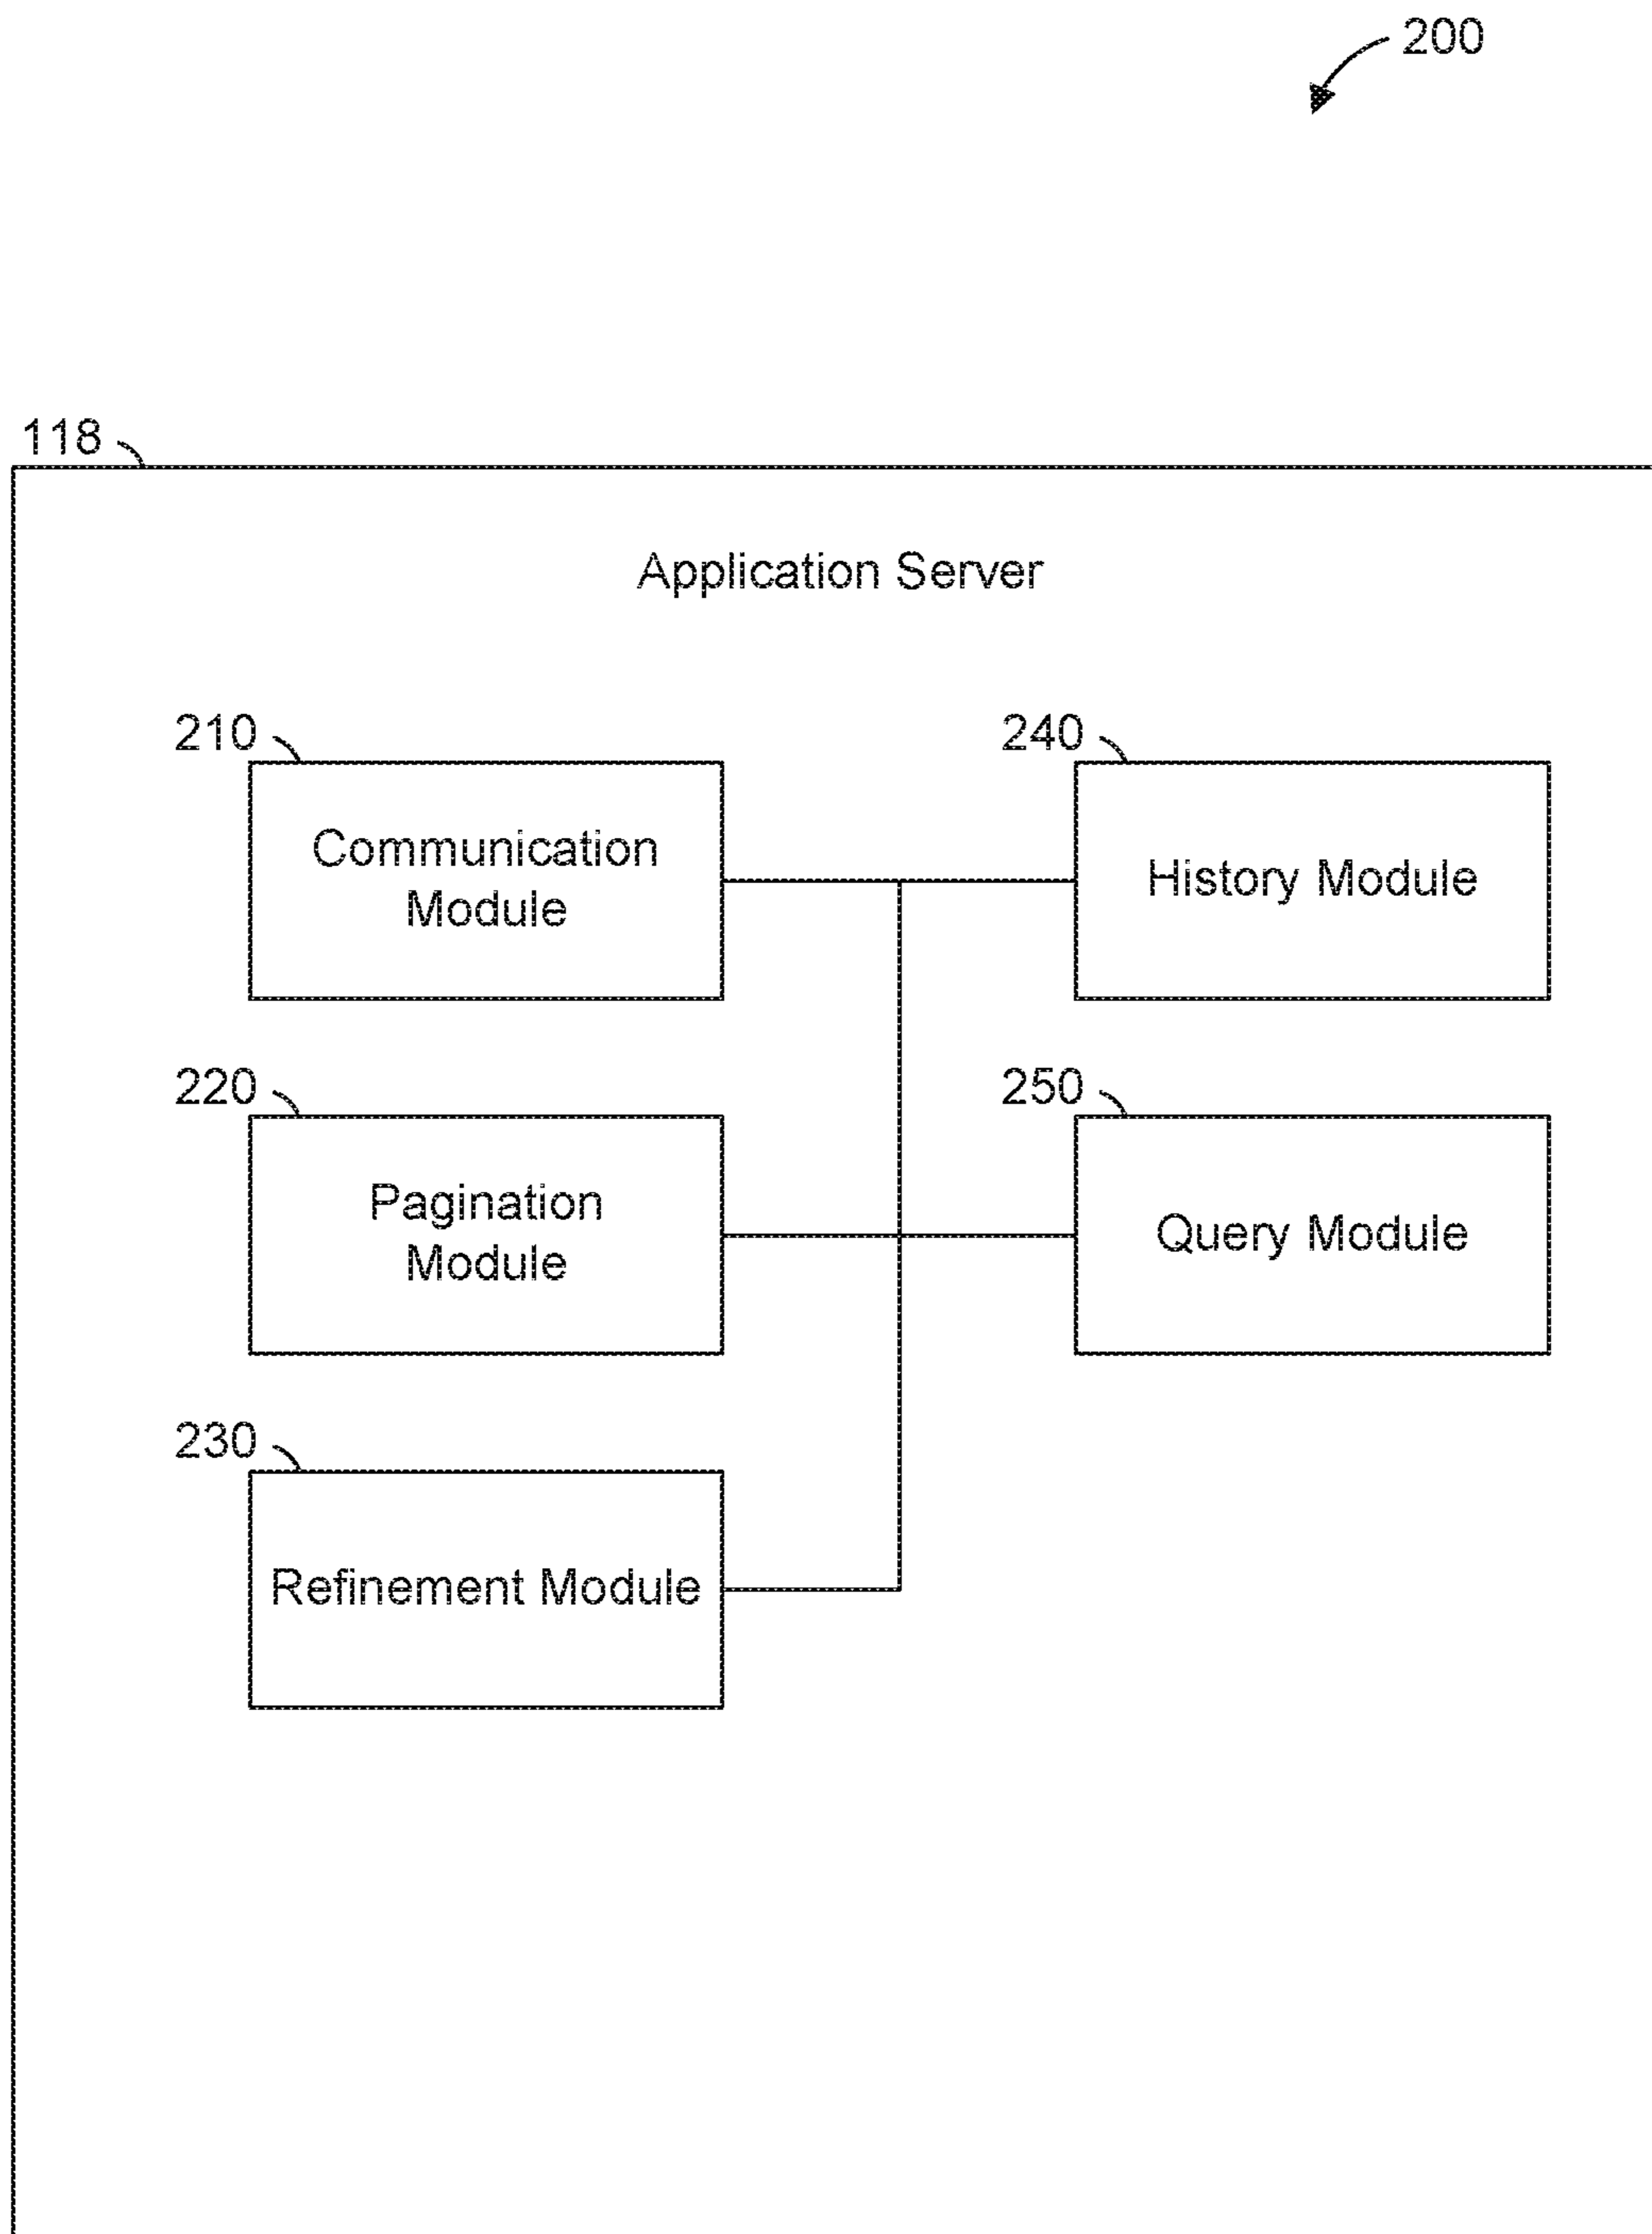 200
118
Application Server
210
Communication
Module
240
History Module
220
Pagination
Module
250
Query Module
230
Refinement Module